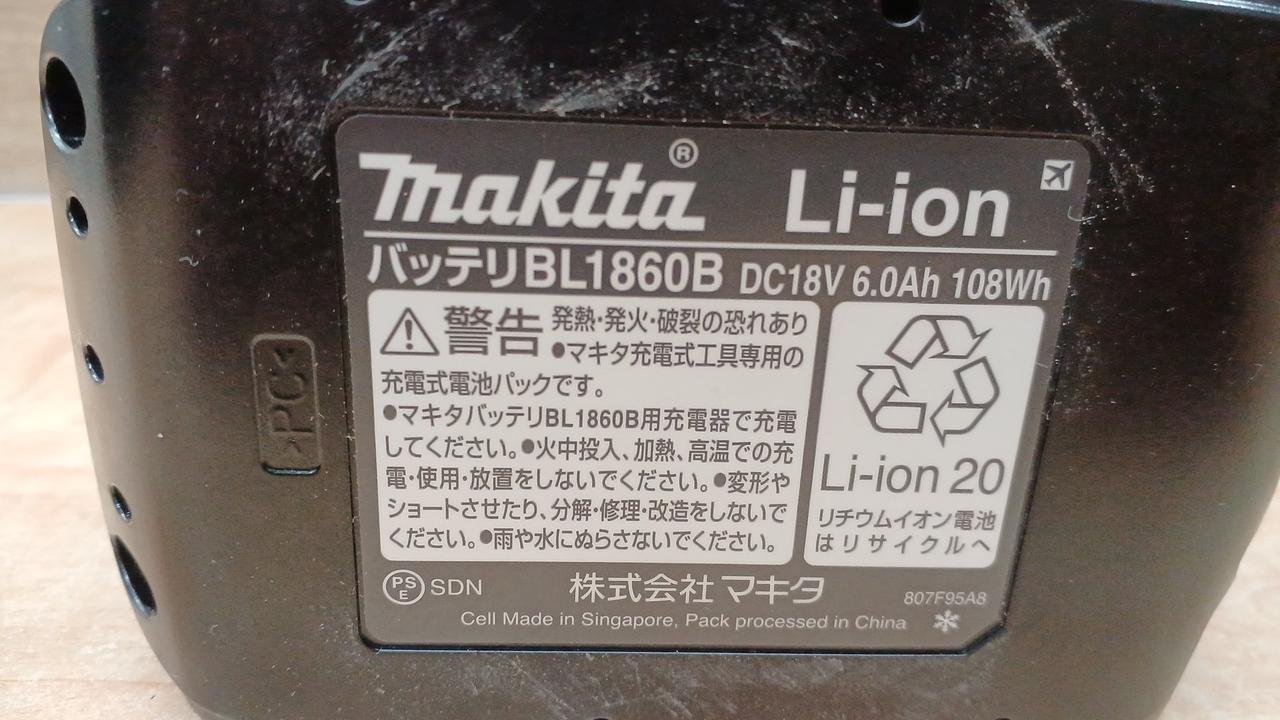 makita® Li-ion
バッテリBL1860B DC18V 6.0Ah 108Wh
警告 発熱・発火・破裂の恐れあり
●マキタ充電式工具専用の
充電式電池パックです。
●マキタバッテリBL1860B用充電器で充電
してください。●火中投入、加熱、高温での充
電・使用・放置をしないでください。●変形や
ショートさせたり、分解・修理・改造をしないで
ください。●雨や水にぬらさないでください。
Li-ion 20
リチウムイオン電池
はリサイクルへ
PSE SDN 株式会社マキタ 807F95A8
Cell Made in Singapore, Pack processed in China
>PC<